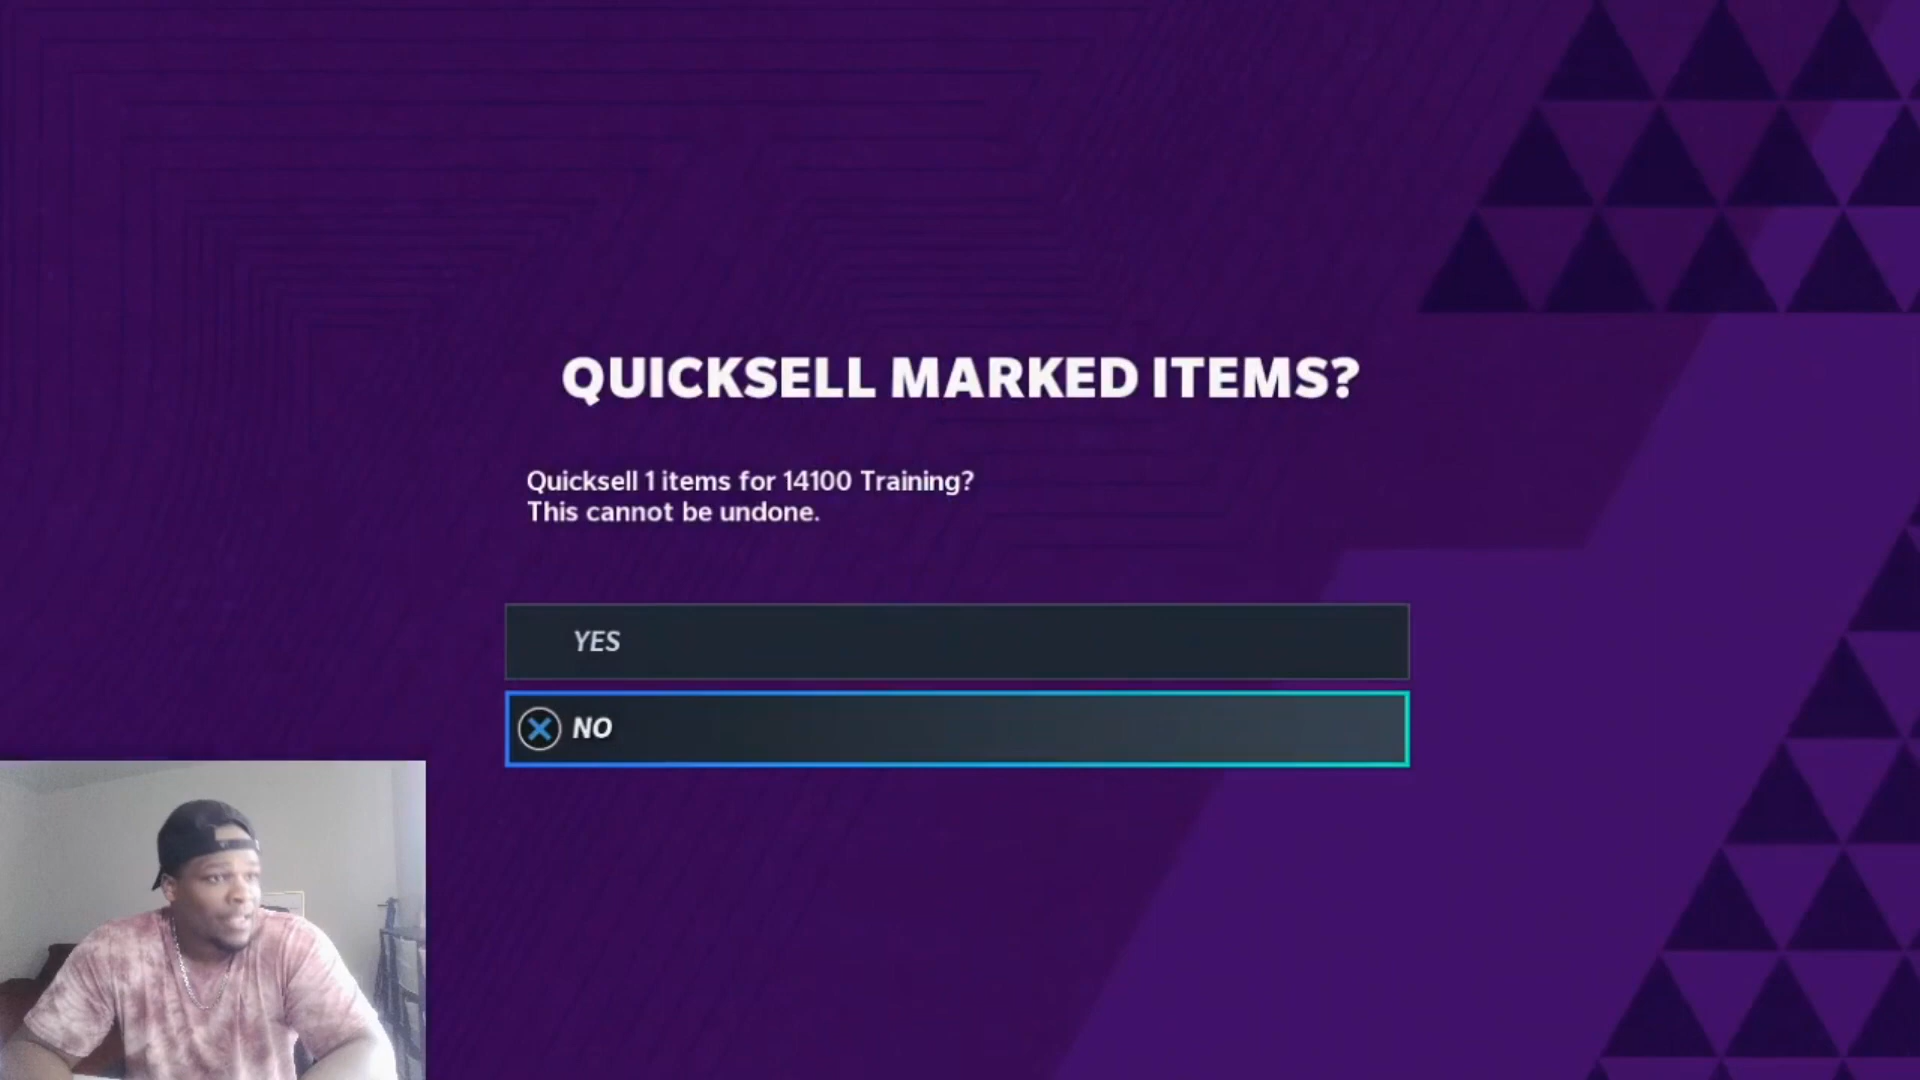 QUICKSELL MARKED ITEMS?
Quicksell 1 items for 14100 Training?
This cannot be undone.
YES
NO